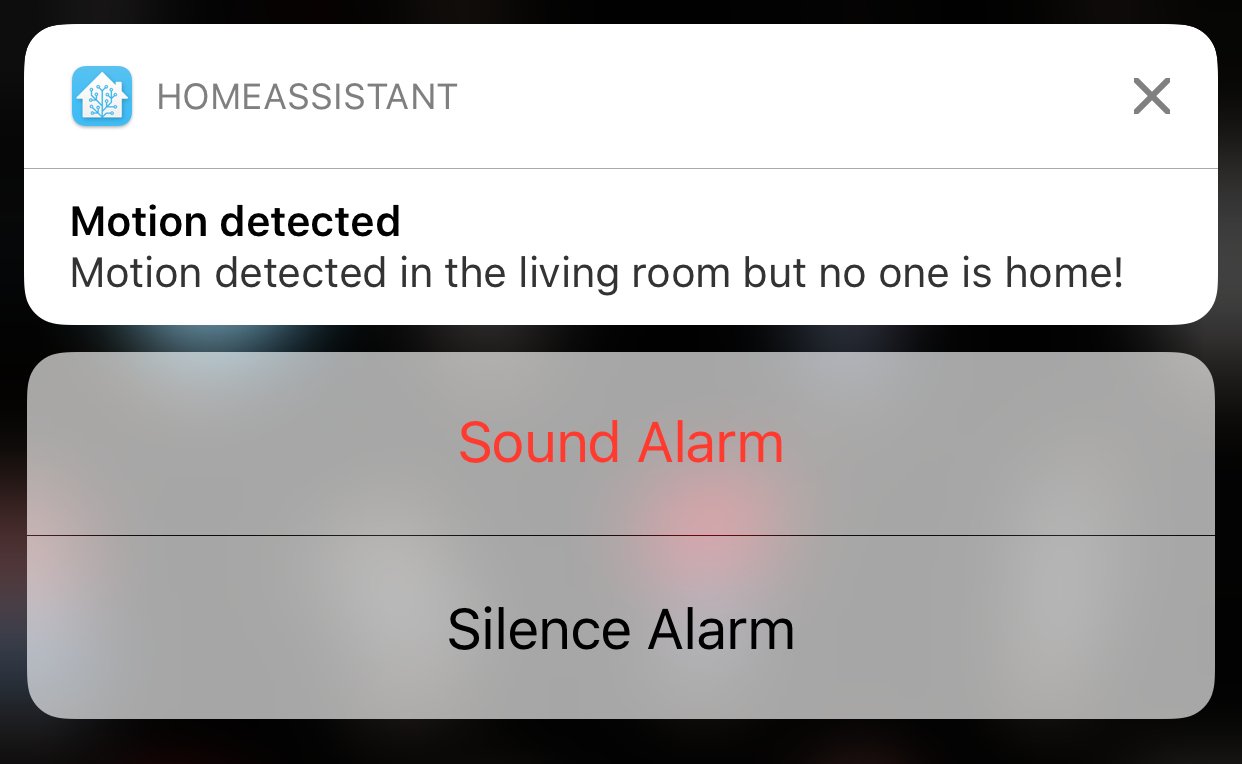 HOMEASSISTANT
Motion detected
Motion detected in the living room but no one is home!
Sound Alarm
Silence Alarm